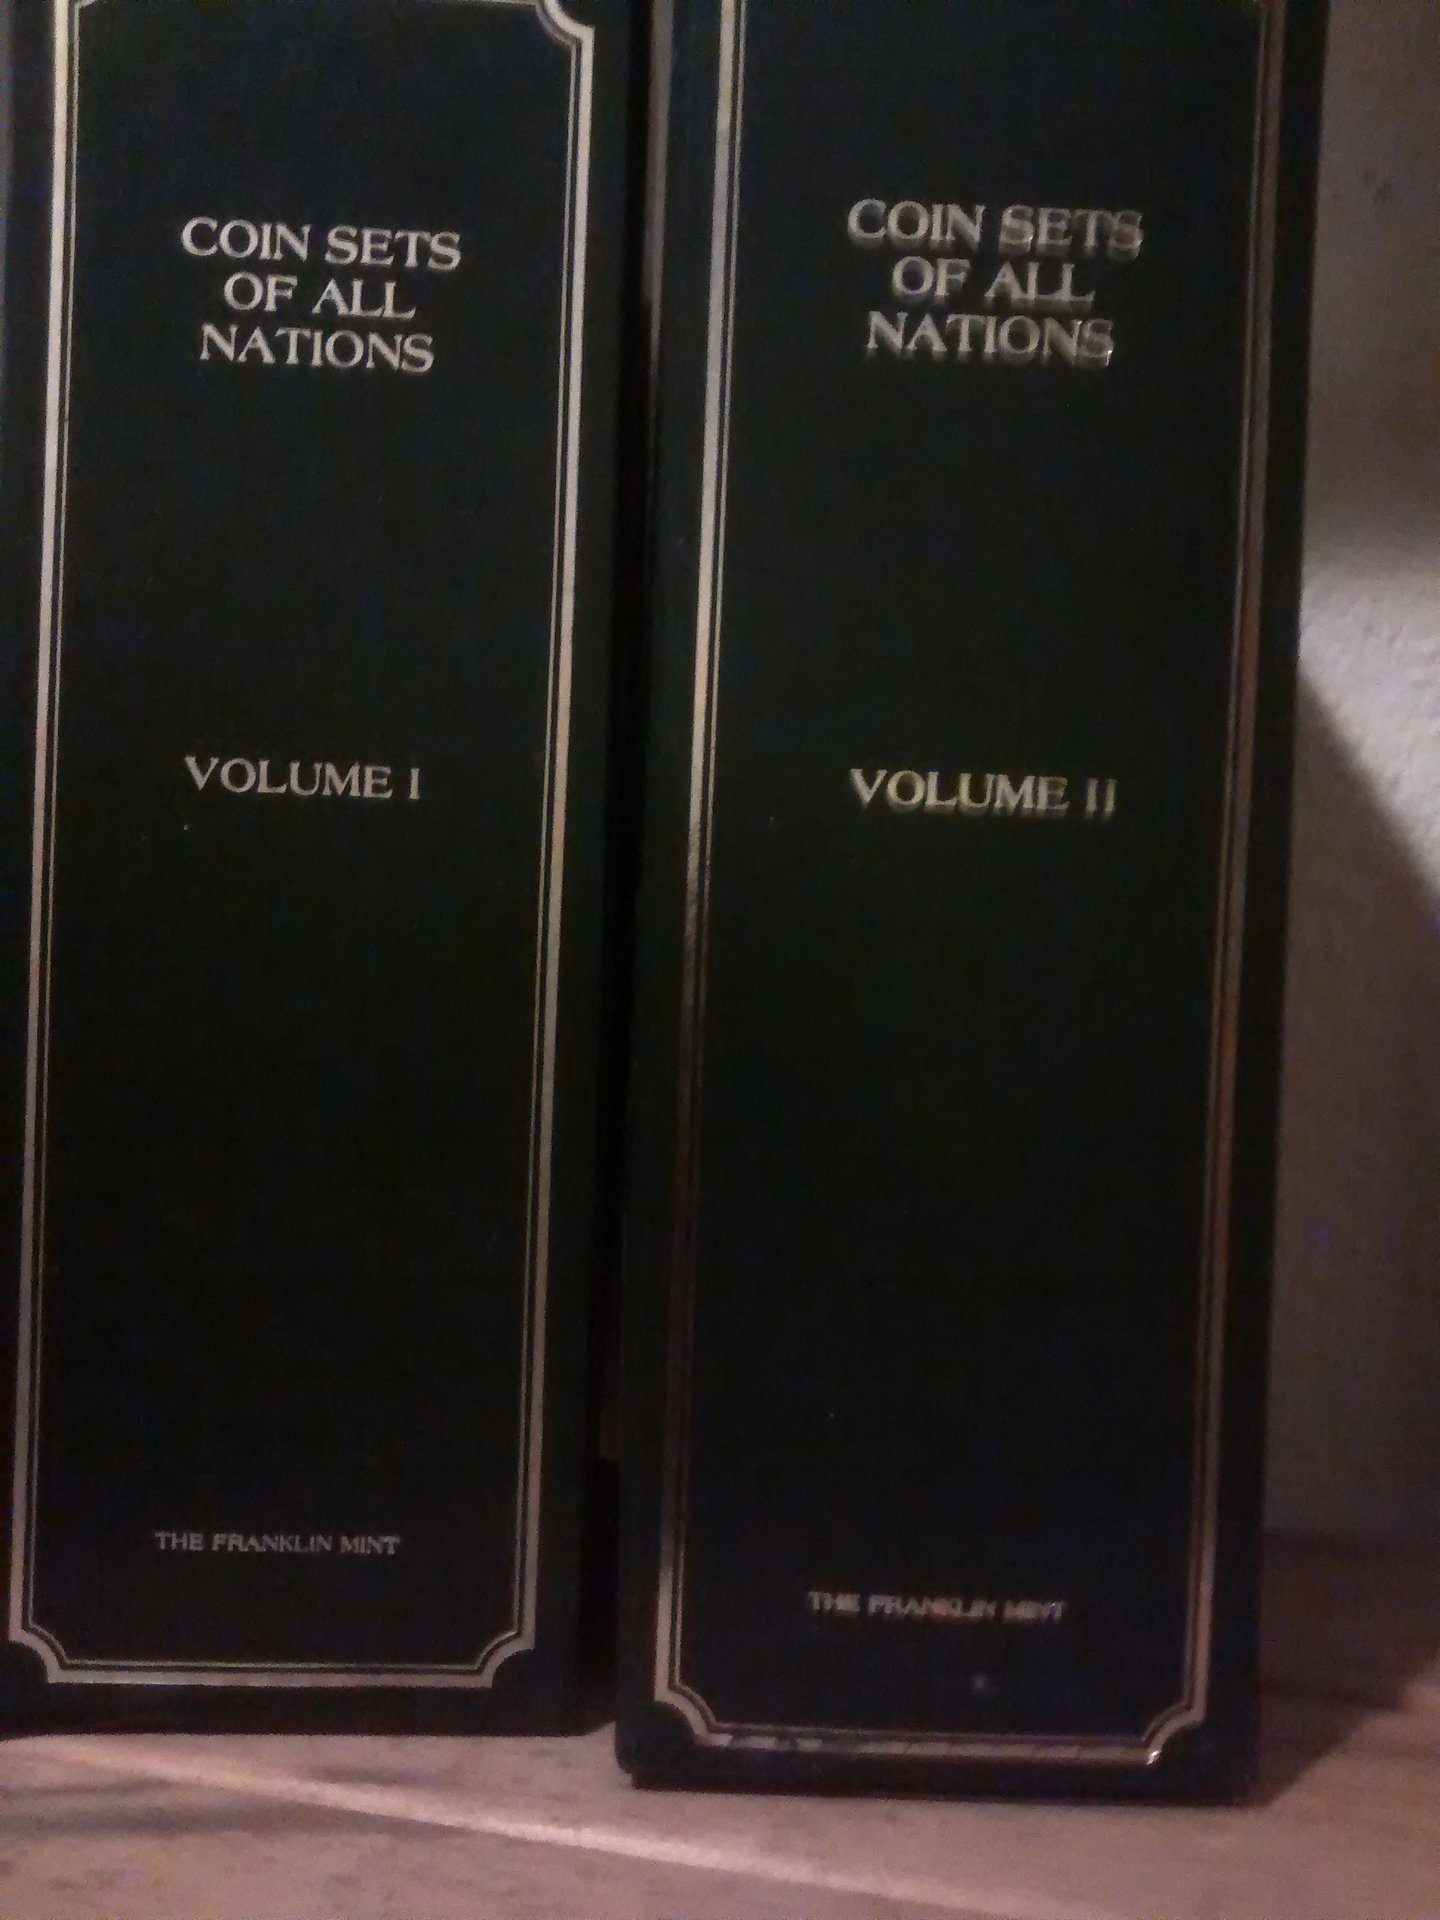 COIN SETS
OF ALL
NATIONS
VOLUME I
THE FRANKLIN MINT
COIN SETS
OF ALL
NATIONS
VOLUME II
THE FRANKLIN MINT